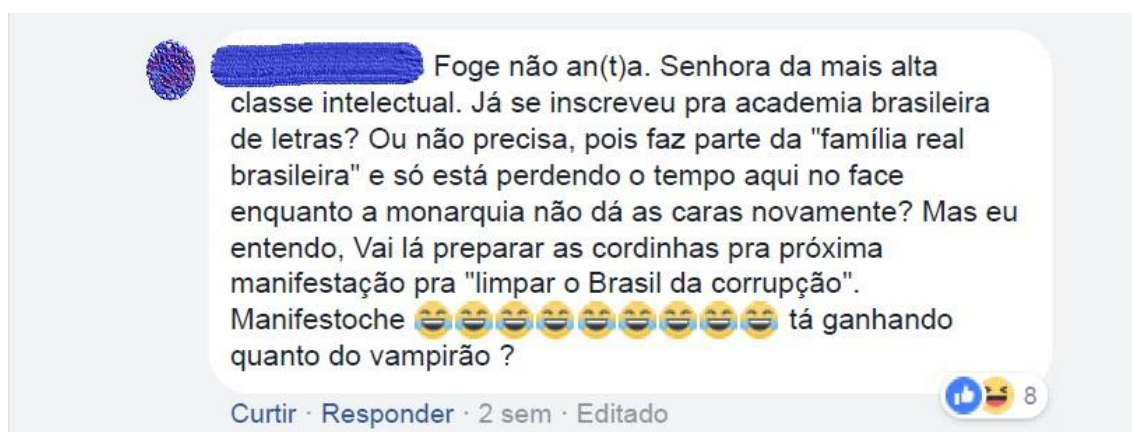 Foge não an(t)a. Senhora da mais alta
classe intelectual. Já se inscreveu pra academia brasileira
de letras? Ou não precisa, pois faz parte da "família real
brasileira" e só está perdendo o tempo aqui no face
enquanto a monarquia não dá as caras novamente? Mas eu
entendo, Vai lá preparar as cordinhas pra próxima
manifestação pra "limpar o Brasil da corrupção".
Manifestoche 😂😂😂😂😂😂😂😂😂 tá ganhando
quanto do vampirão ?
Curtir · Responder · 2 sem · Editado
8